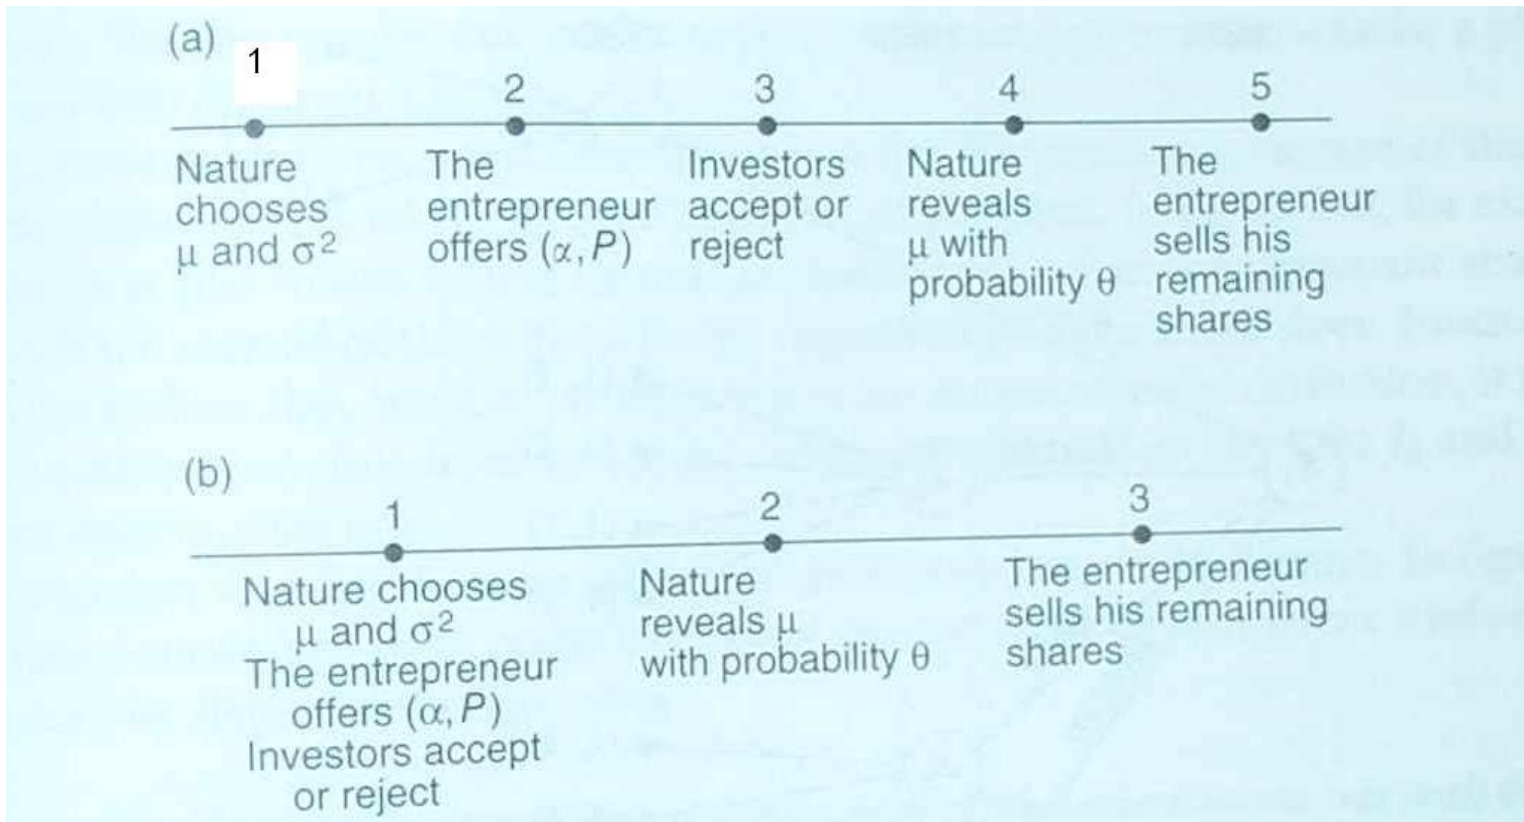 (a)
1 2 3 4 5
Nature
chooses
μ and σ²
The
entrepreneur
offers (α, P)
Investors
accept or
reject
Nature
reveals
μ with
probability θ
The
entrepreneur
sells his
remaining
shares
(b)
1 2 3
Nature chooses
μ and σ²
The entrepreneur
offers (α, P)
Investors accept
or reject
Nature
reveals μ
with probability θ
The entrepreneur
sells his remaining
shares